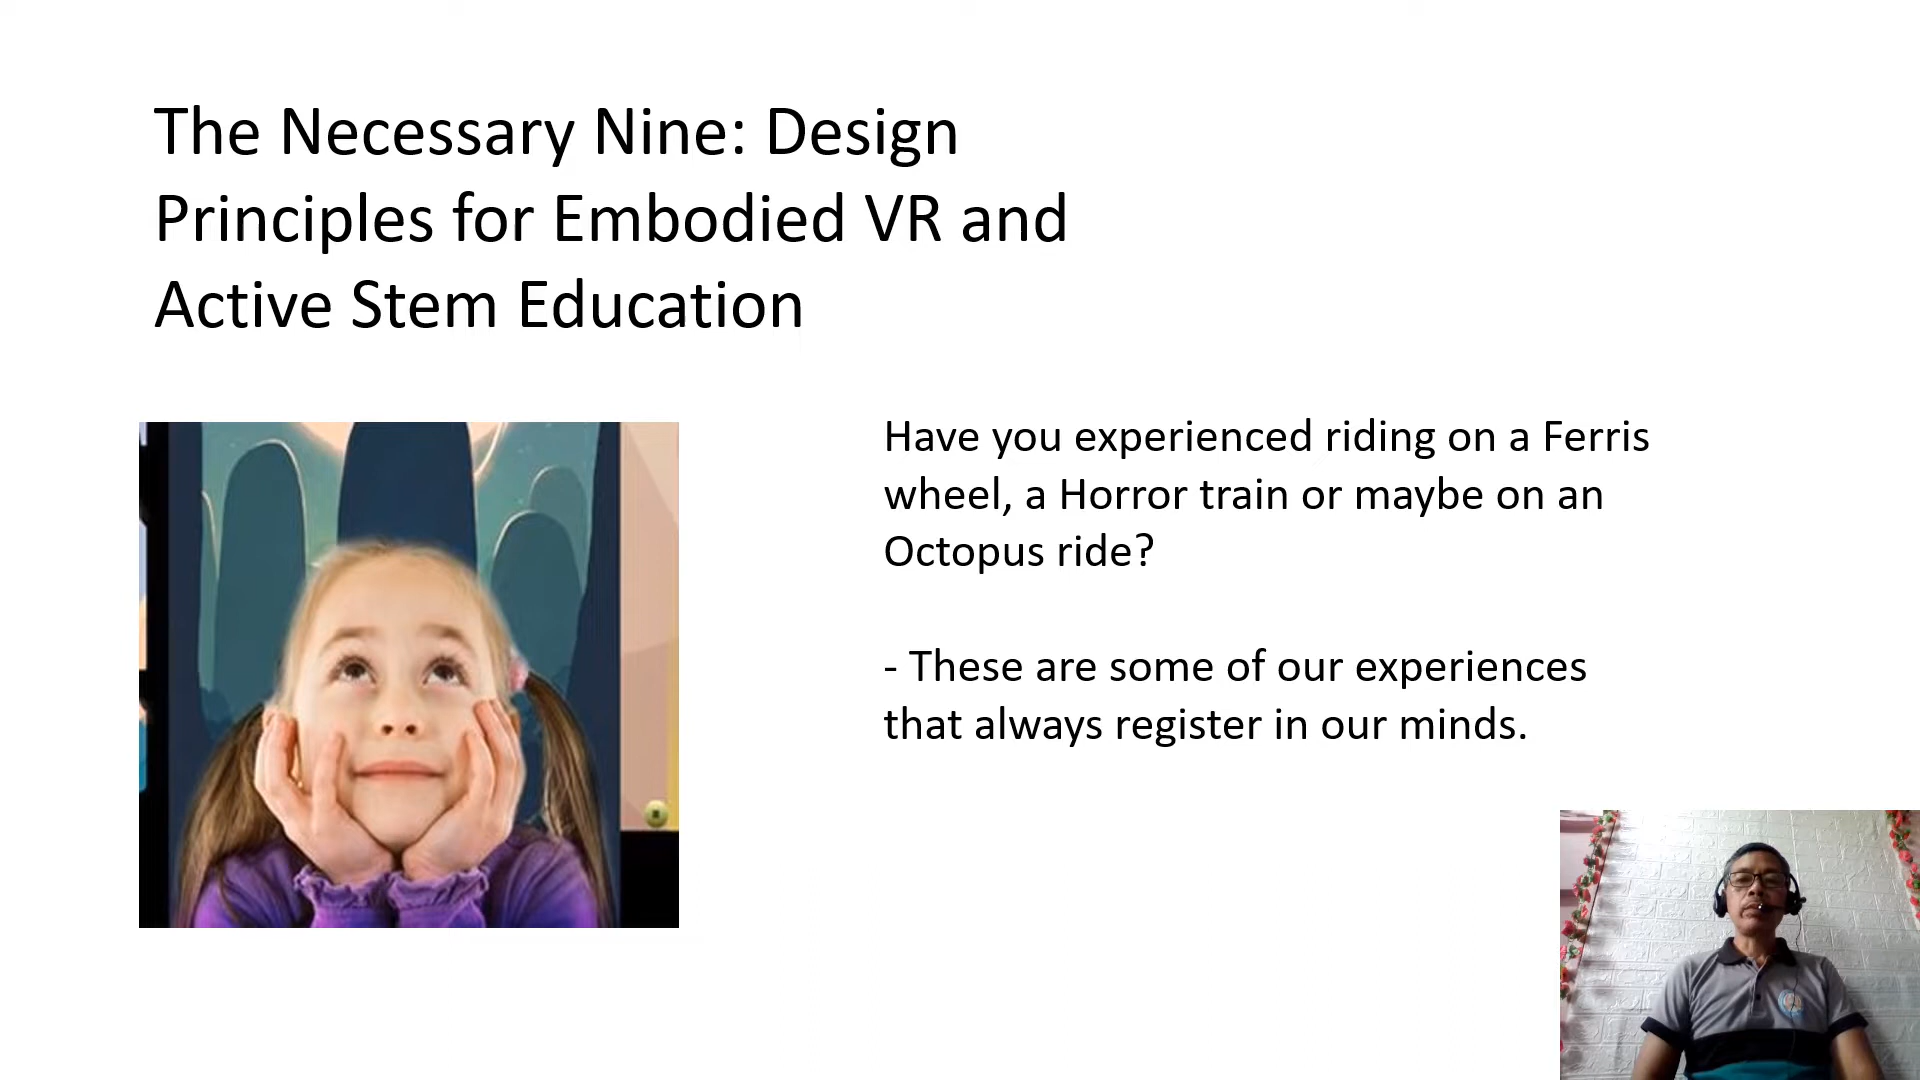 The Necessary Nine: Design
Principles for Embodied VR and
Active Stem Education
Have you experienced riding on a Ferris
wheel, a Horror train or maybe on an
Octopus ride?
- These are some of our experiences
that always register in our minds.